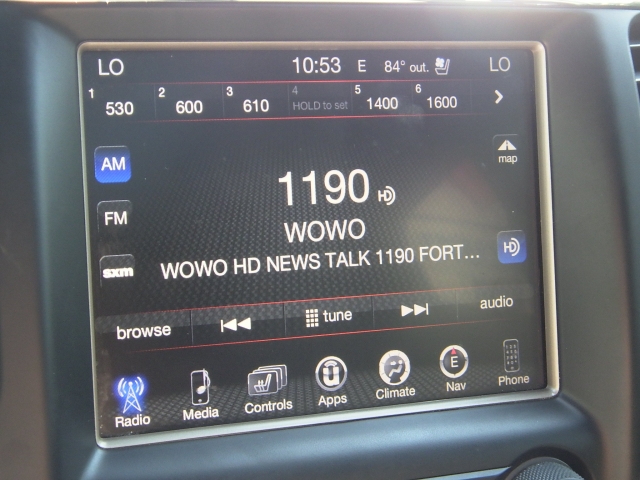 LO 10:53 E 84° out. LO
1 530 2 600 3 610 4 HOLD to set 5 1400 6 1600
AM
map
1190 HD
FM
WOWO
HD
sxm
WOWO HD NEWS TALK 1190 FORT...
browse tune audio
E
Radio Media Controls Apps Climate Nav Phone